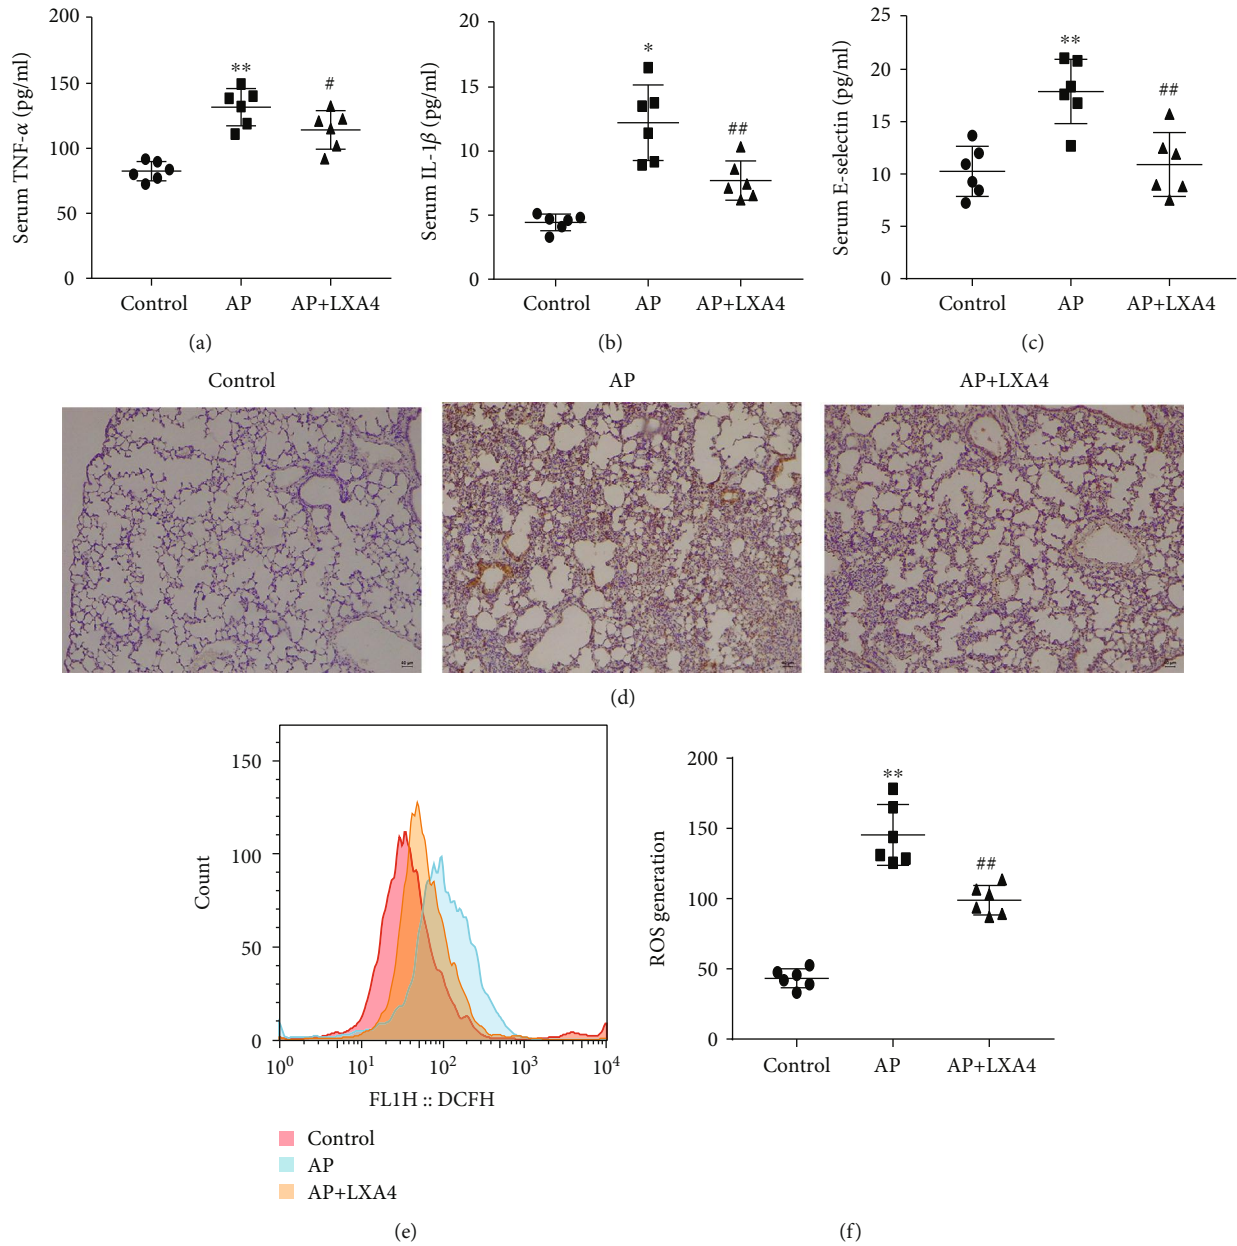 Serum TNF-α (pg/ml)
200
150
100
50
0
**
#
Control
AP
AP+LXA4
(a)
Serum IL-1β (pg/ml)
20
15
10
5
0
*
##
Control
AP
AP+LXA4
(b)
Serum E-selectin (pg/ml)
25
20
15
10
5
0
**
##
Control
AP
AP+LXA4
(c)
Control
AP
AP+LXA4
(d)
Count
150
100
50
0
10⁰
10¹
10²
10³
10⁴
FL1H :: DCFH
Control
AP
AP+LXA4
(e)
ROS generation
200
150
100
50
0
**
##
Control
AP
AP+LXA4
(f)